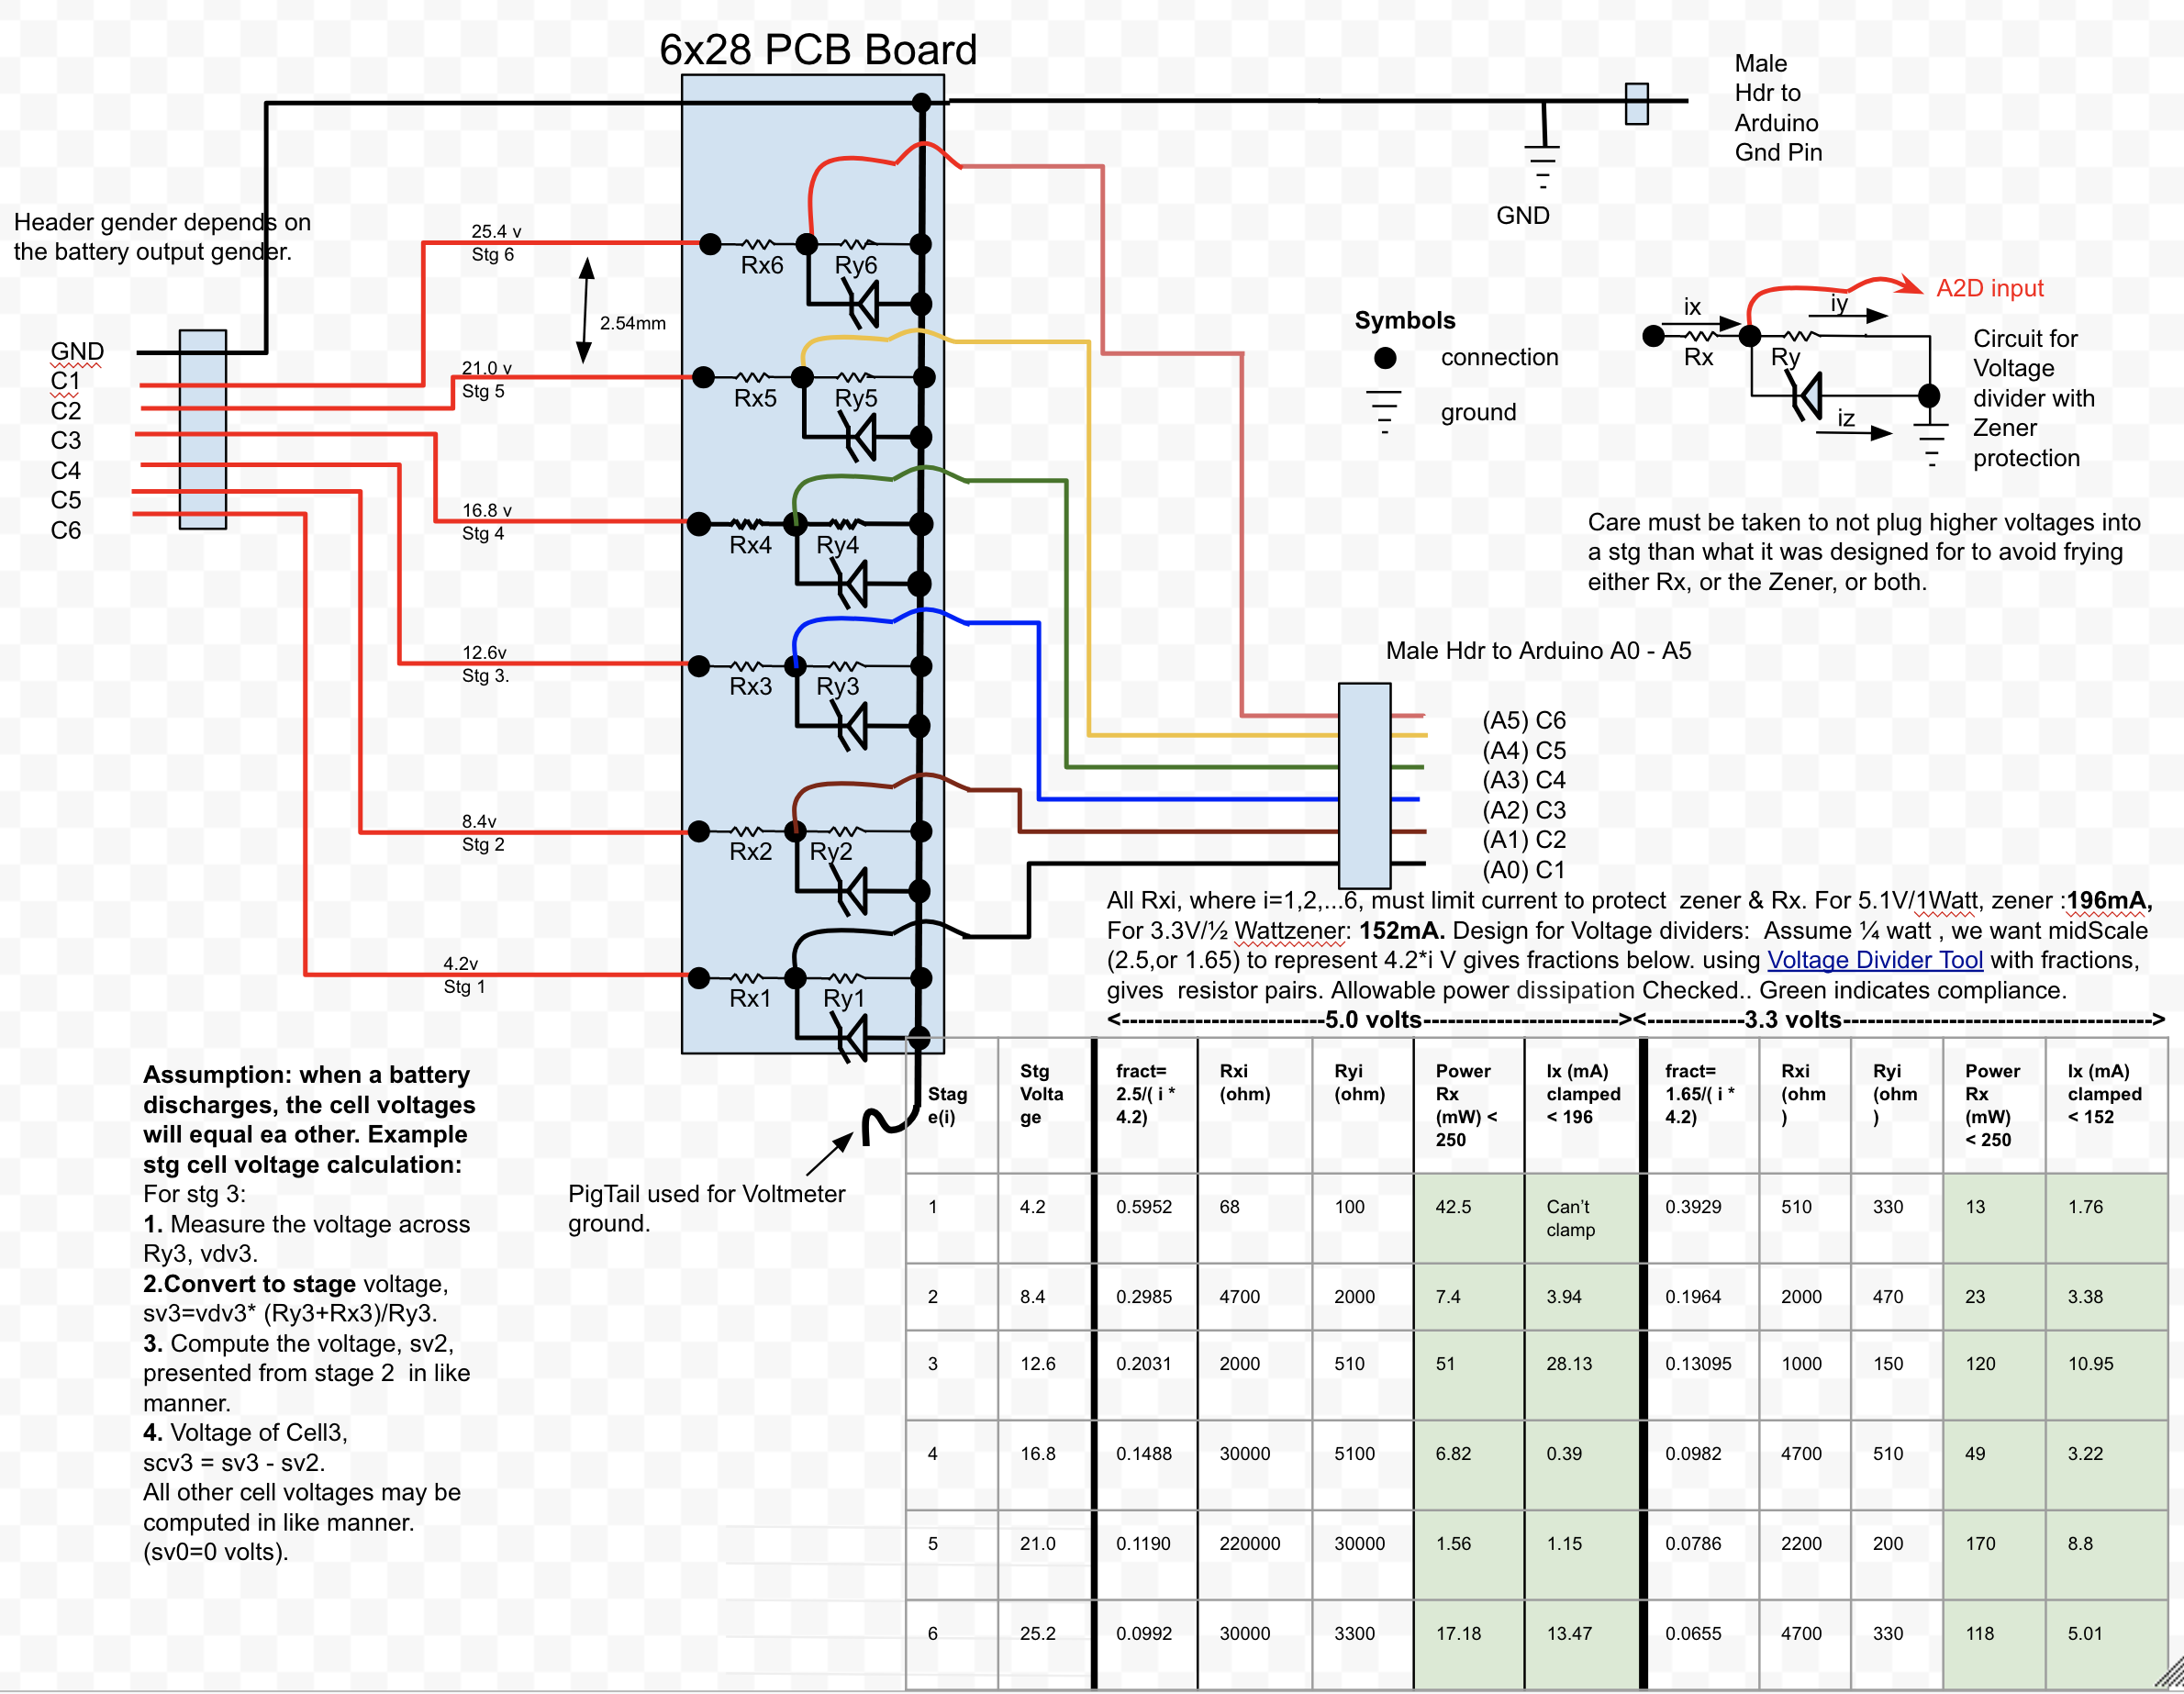 6x28 PCB Board
Male
Hdr to
Arduino
Gnd Pin
GND
Header gender depends on
the battery output gender.
25.4 v
Stg 6
2.54mm
GND
C1
C2
C3
C4
C5
C6
21.0 v
Stg 5
16.8 v
Stg 4
12.6v
Stg 3.
8.4v
Stg 2
4.2v
Stg 1
Rx6
Ry6
Rx5
Ry5
Rx4
Ry4
Rx3
Ry3
Rx2
Ry2
Rx1
Ry1
Symbols
connection
ground
A2D input
ix
iy
Rx
Ry
iz
Circuit for
Voltage
divider with
Zener
protection
Care must be taken to not plug higher voltages into
a stg than what it was designed for to avoid frying
either Rx, or the Zener, or both.
Male Hdr to Arduino A0 - A5
(A5) C6
(A4) C5
(A3) C4
(A2) C3
(A1) C2
(A0) C1
All Rxi, where i=1,2,...6, must limit current to protect  zener & Rx. For 5.1V/1Watt, zener :196mA,
For 3.3V/½ Wattzener: 152mA. Design for Voltage dividers:  Assume ¼ watt , we want midScale
(2.5,or 1.65) to represent 4.2*i V gives fractions below. using Voltage Divider Tool with fractions,
gives  resistor pairs. Allowable power dissipation Checked.. Green indicates compliance.
<-------------------------5.0 volts-----------------------><------------3.3 volts-------------------------------------->
Assumption: when a battery
discharges, the cell voltages
will equal ea other. Example
stg cell voltage calculation:
For stg 3:
1. Measure the voltage across
Ry3, vdv3.
2.Convert to stage voltage,
sv3=vdv3* (Ry3+Rx3)/Ry3.
3. Compute the voltage, sv2,
presented from stage 2  in like
manner.
4. Voltage of Cell3,
scv3 = sv3 - sv2.
All other cell voltages may be
computed in like manner.
(sv0=0 volts).
PigTail used for Voltmeter
ground.
Stag
e(i)
Stg
Volta
ge
fract=
2.5/( i *
4.2)
Rxi
(ohm)
Ryi
(ohm)
Power
Rx
(mW) <
250
Ix (mA)
clamped
< 196
fract=
1.65/( i *
4.2)
Rxi
(ohm
)
Ryi
(ohm
)
Power
Rx
(mW)
< 250
Ix (mA)
clamped
< 152
1 4.2 0.5952 68 100 42.5 Can't
clamp
0.3929 510 330 13 1.76
2 8.4 0.2985 4700 2000 7.4 3.94 0.1964 2000 470 23 3.38
3 12.6 0.2031 2000 510 51 28.13 0.13095 1000 150 120 10.95
4 16.8 0.1488 30000 5100 6.82 0.39 0.0982 4700 510 49 3.22
5 21.0 0.1190 220000 30000 1.56 1.15 0.0786 2200 200 170 8.8
6 25.2 0.0992 30000 3300 17.18 13.47 0.0655 4700 330 118 5.01